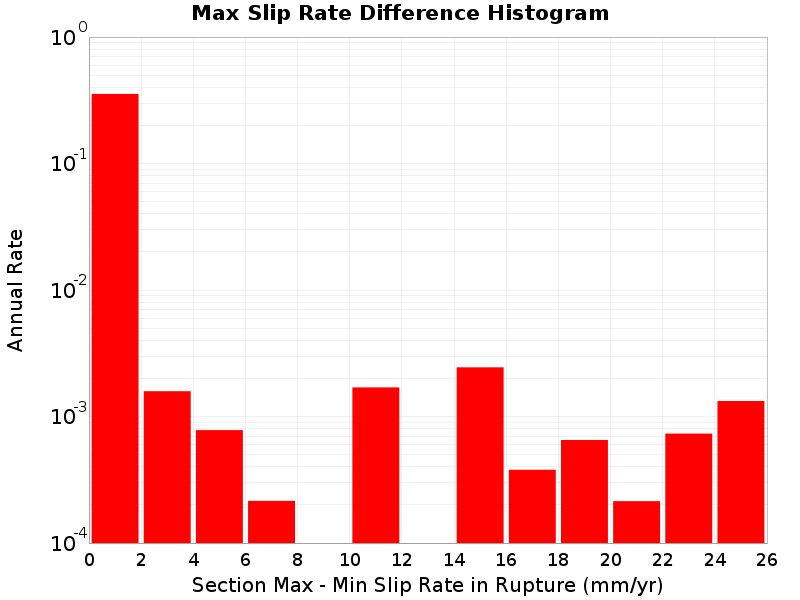 Max Slip Rate Difference Histogram
10^0
10^-1
10^-2
10^-3
10^-4
Annual Rate
0 2 4 6 8 10 12 14 16 18 20 22 24 26
Section Max - Min Slip Rate in Rupture (mm/yr)